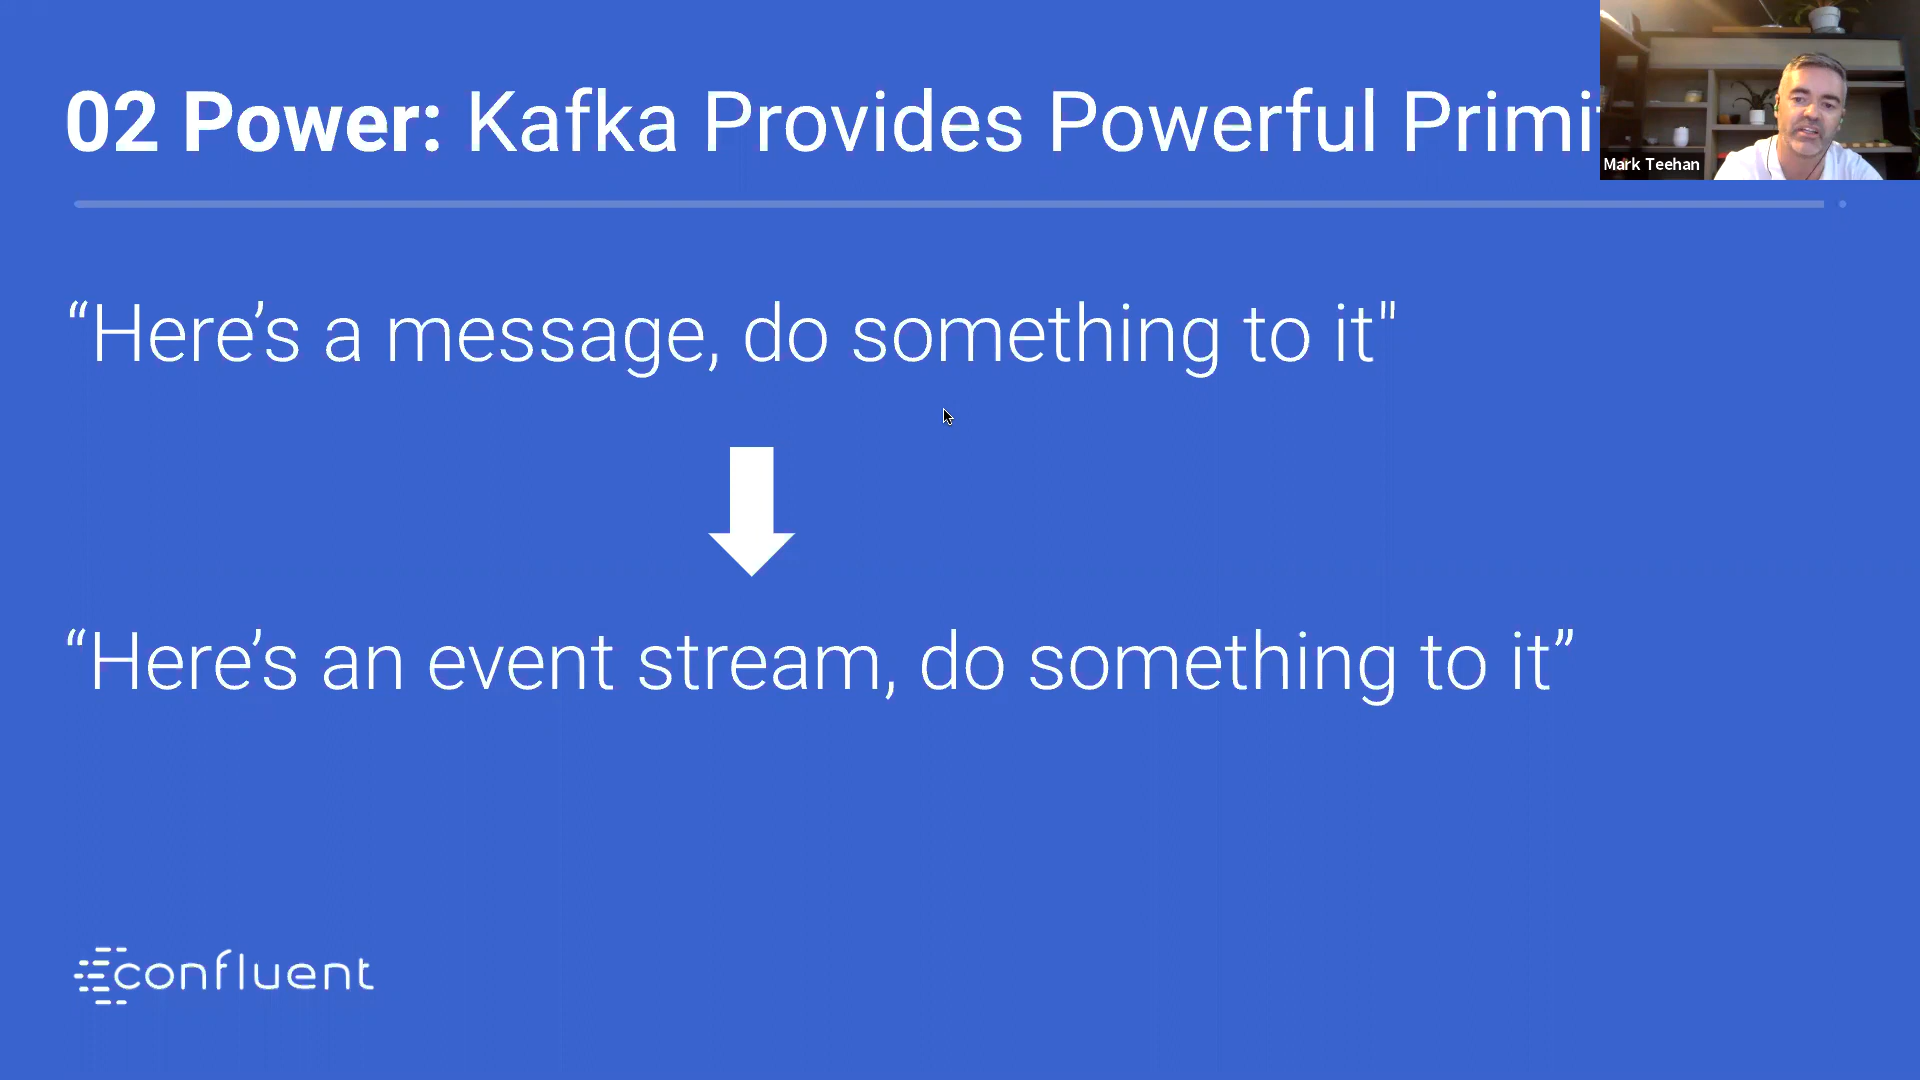 02 Power: Kafka Provides Powerful
Mark Teehan
“Here’s a message, do something to it"
“Here’s an event stream, do something to it”
confluent